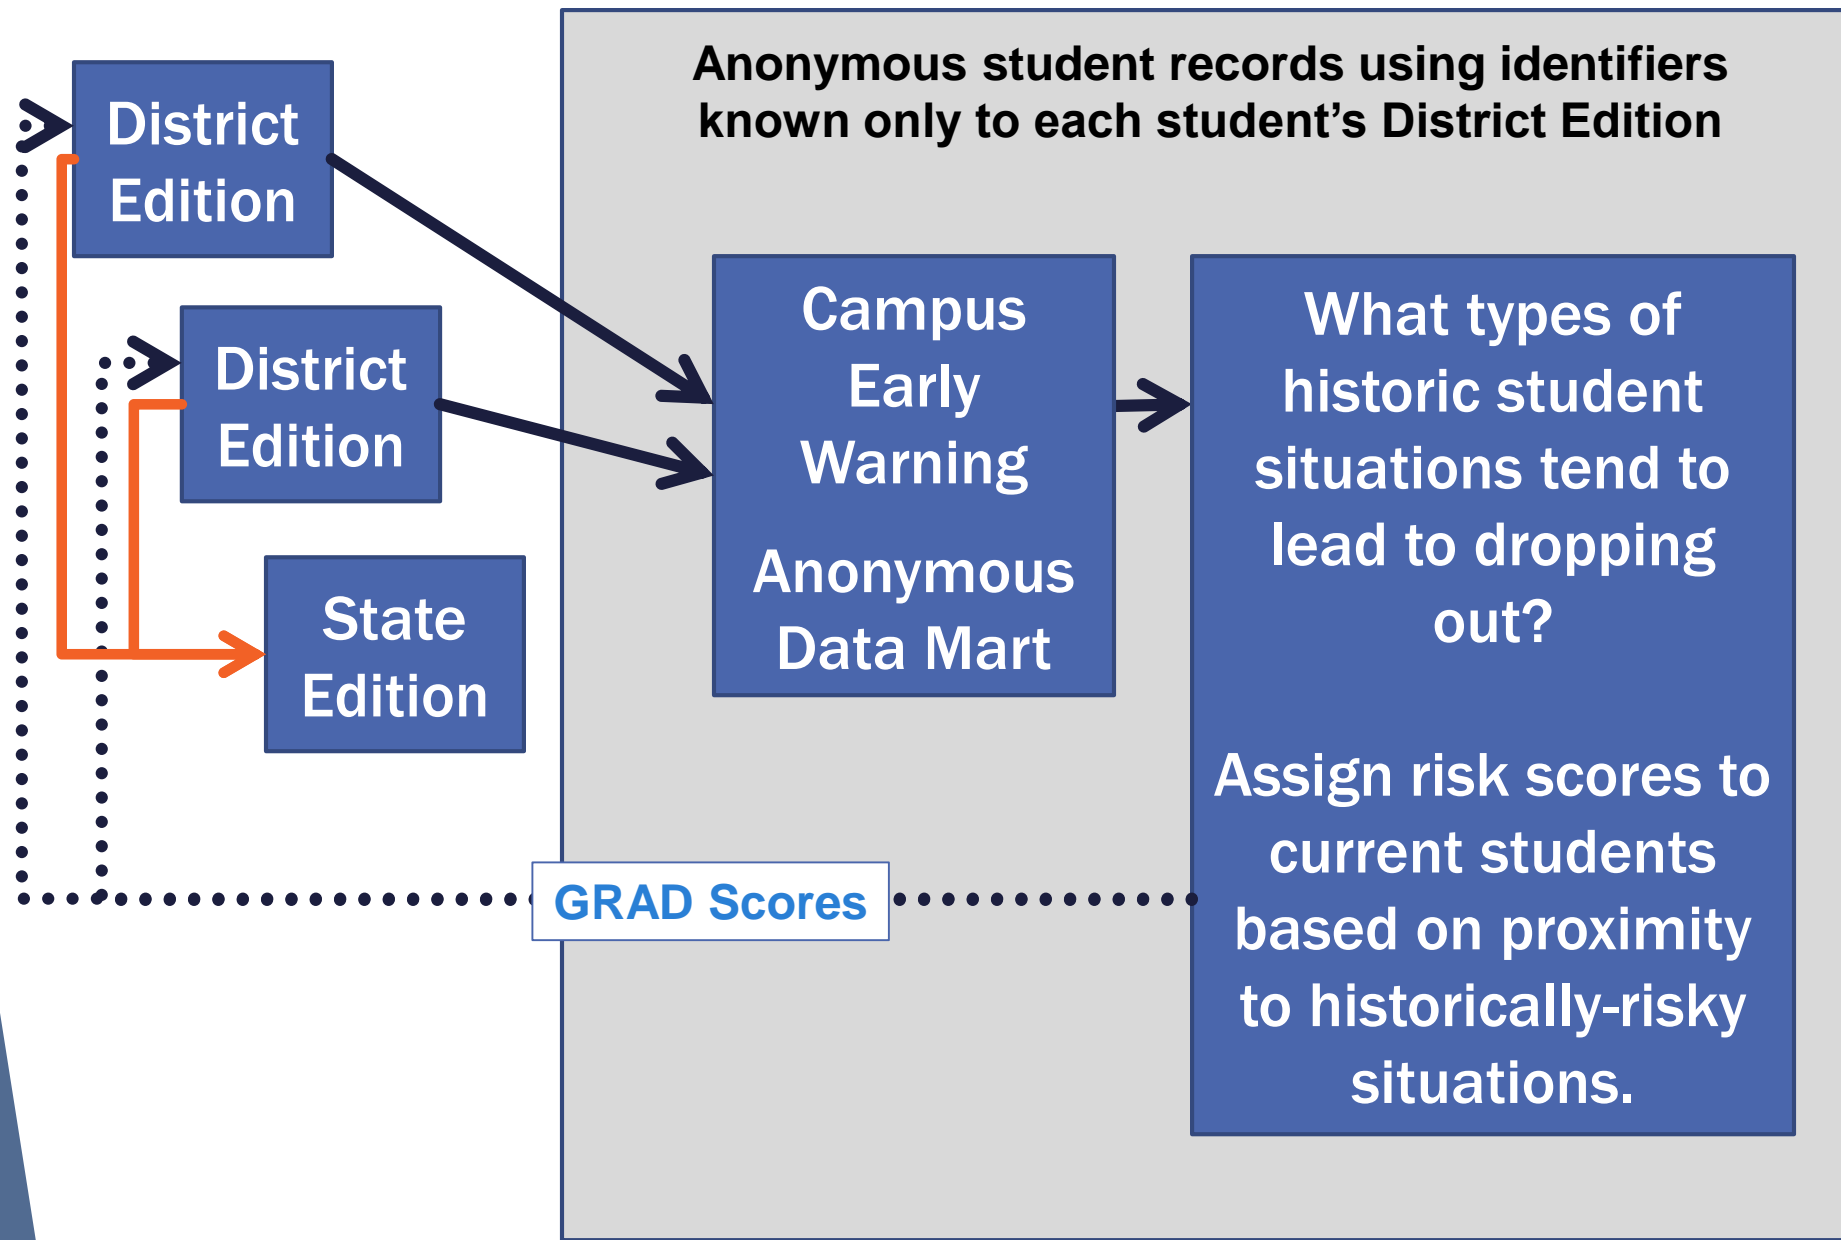 Anonymous student records using identifiers
known only to each student’s District Edition
District
Edition
District
Edition
State
Edition
Campus
Early
Warning
Anonymous
Data Mart
What types of
historic student
situations tend to
lead to dropping
out?
Assign risk scores to
current students
based on proximity
to historically-risky
situations.
GRAD Scores